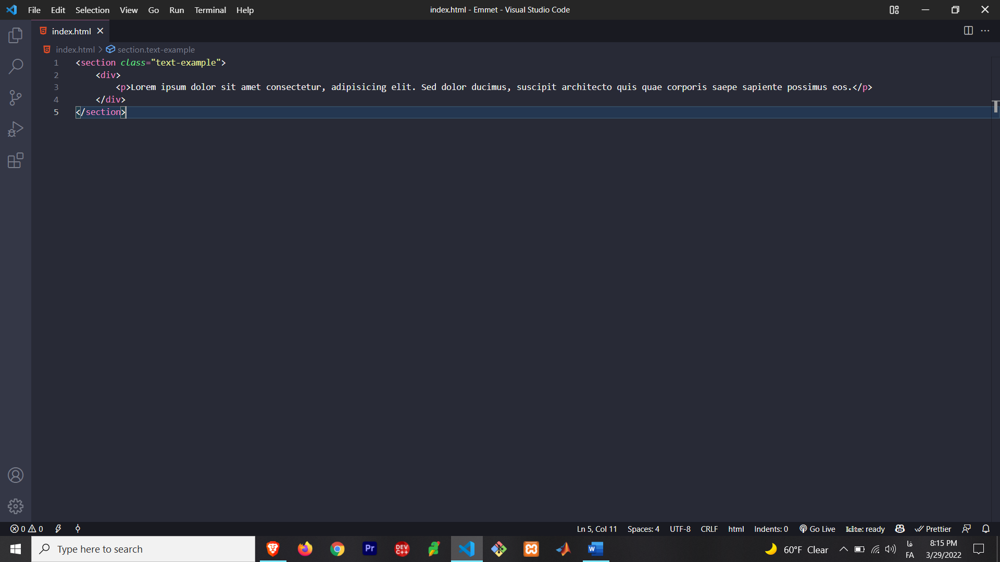 File Edit Selection View Go Run Terminal Help index.html - Emmet - Visual Studio Code
index.html
index.html > section.text-example
1 <section class="text-example">
2     <div>
3         <p>Lorem ipsum dolor sit amet consectetur, adipisicing elit. Sed dolor ducimus, suscipit architecto quis quae corporis saepe sapiente possimus eos.</p>
4     </div>
5 </section>
0 0 Ln 5, Col 11 Spaces: 4 UTF-8 CRLF html Indents: 0 Go Live kite: ready Prettier
Type here to search Pr DEV C++ W 60°F Clear فا FA 8:15 PM 3/29/2022